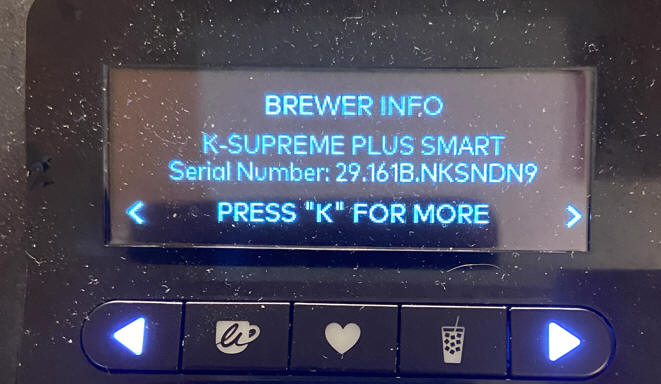 BREWER INFO
K-SUPREME PLUS SMART
Serial Number: 29.161B.NKSNDN9
< PRESS "K" FOR MORE >